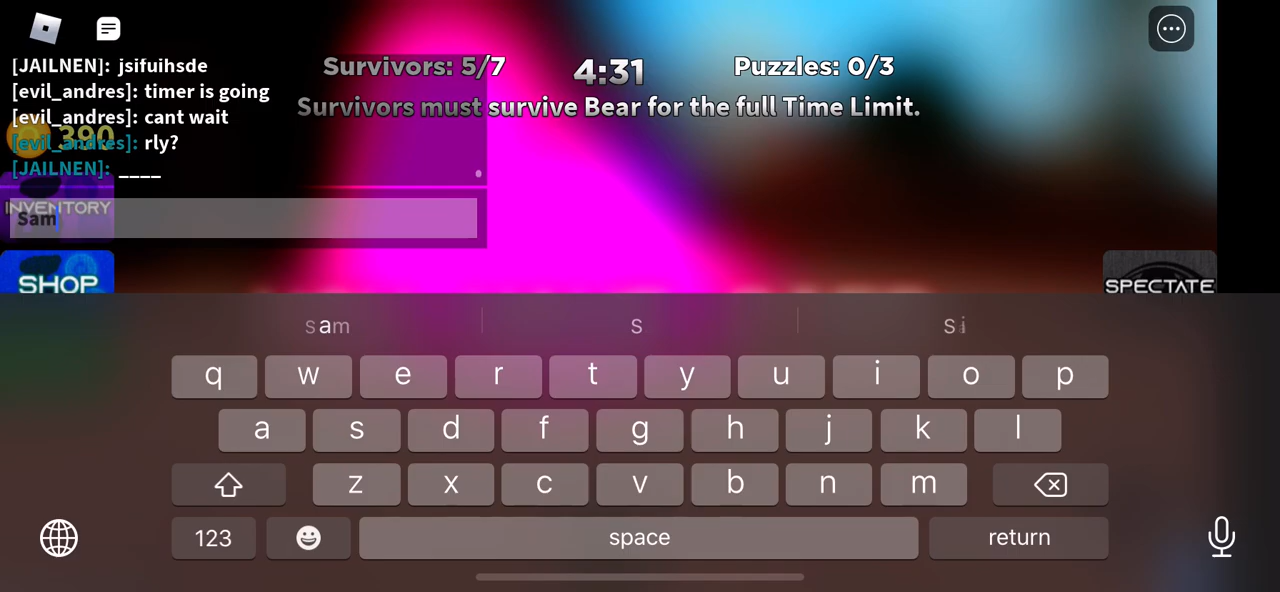 [JAILNEN]: jsifuihsde
[evil_andres]: timer is going
[evil_andres]: cant wait
[evil_andres]: rly?
[JAILNEN]: ____
Survivors: 5/7
4:31
Puzzles: 0/3
Survivors must survive Bear for the full Time Limit.
390
INVENTORY
Sam
SHOP
SPECTATE
sam
s
si
q w e r t y u i o p
a s d f g h j k l
z x c v b n m
123
space
return